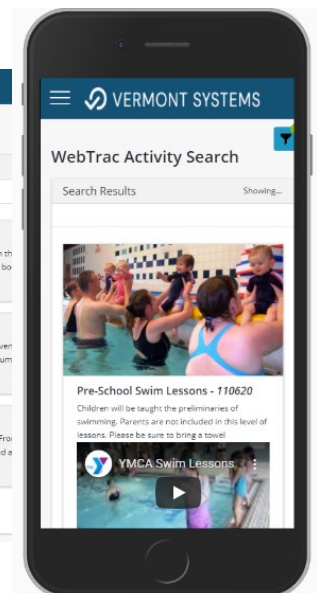 VERMONT SYSTEMS
WebTrac Activity Search
Search Results
Showing...
Pre-School Swim Lessons - 110620
Children will be taught the preliminaries of
swimming. Parents are not included in this level of
lessons. Please be sure to bring a towel
YMCA Swim Lessons